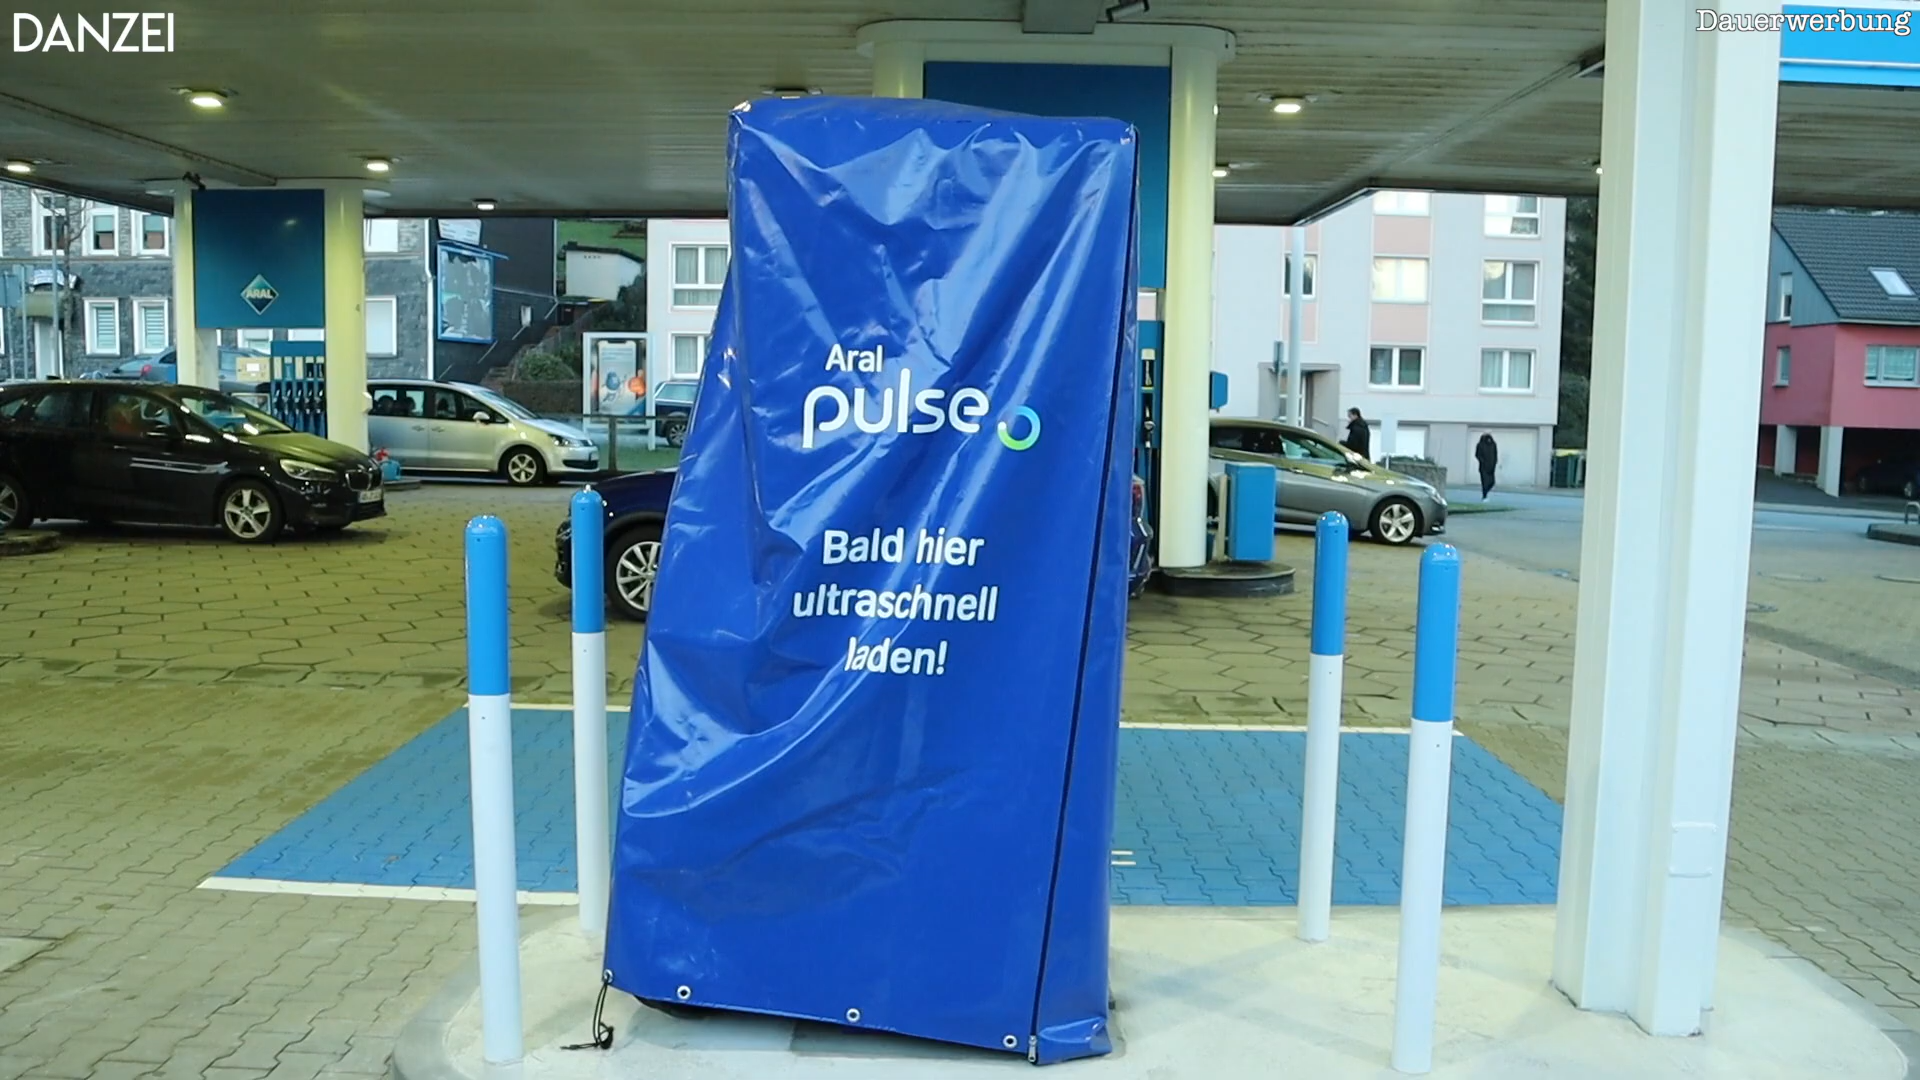 DANZEI
Dauerwerbung
ARAL
Aral
pulse
Bald hier
ultraschnell
laden!